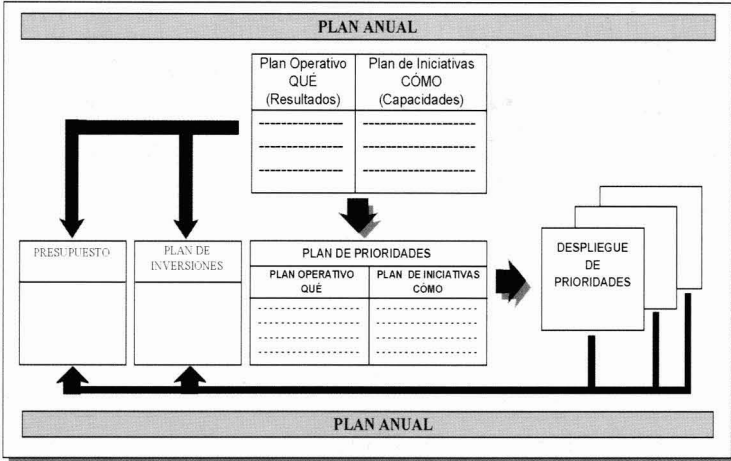 PLAN ANUAL
Plan Operativo
QUÉ
(Resultados)
Plan de Iniciativas
CÓMO
(Capacidades)
PRESUPUESTO
PLAN DE
INVERSIONES
PLAN DE PRIORIDADES
PLAN OPERATIVO
QUÉ
PLAN DE INICIATIVAS
CÓMO
DESPLIEGUE
DE
PRIORIDADES
PLAN ANUAL